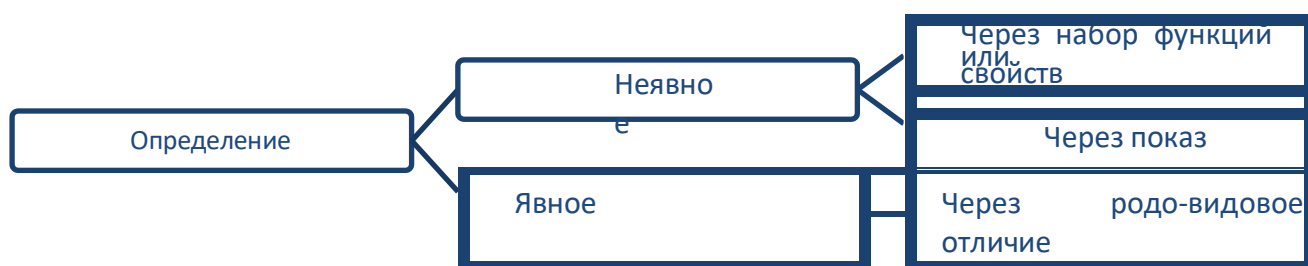 Через набор функций
или
свойств
Неявно
е
Определение
Через показ
Явное
Через родо-видовое
отличие